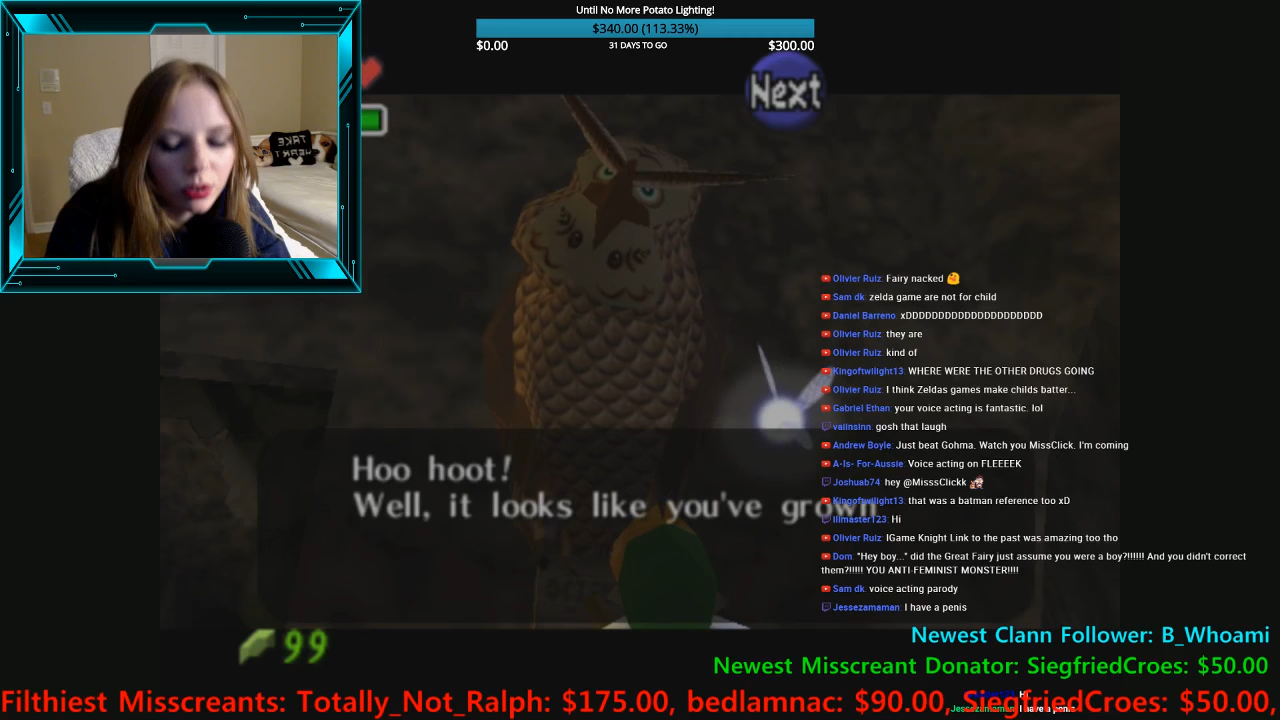 Until No More Potato Lighting!
$340.00 (113.33%)
$0.00 31 DAYS TO GO $300.00
Next
TAKE
HEART
Olivier Ruiz: Fairy nacked
Sam dk: zelda game are not for child
Daniel Barreno: xDDDDDDDDDDDDDDDDDDDDD
Olivier Ruiz: they are
Olivier Ruiz: kind of
Kingoftwilight13: WHERE WERE THE OTHER DRUGS GOING
Olivier Ruiz: I think Zeldas games make childs batter...
Gabriel Ethan: your voice acting is fantastic. lol
valinsinn: gosh that laugh
Andrew Boyle: Just beat Gohma. Watch you MissClick. I'm coming
A-Is- For-Aussie: Voice acting on FLEEEEK
Joshuab74: hey @MisssClickk
Kingoftwilight13: that was a batman reference too xD
illmaster123: Hi
Olivier Ruiz: IGame Knight Link to the past was amazing too tho
Dom: "Hey boy..." did the Great Fairy just assume you were a boy?!!!!!! And you didn't correct
them?!!!!! YOU ANTI-FEMINIST MONSTER!!!!
Sam dk: voice acting parody
Jessezamaman: I have a penis
Hoo hoot!
Well, it looks like you've grown
99
Newest Clann Follower: B_Whoami
Newest Misscreant Donator: SiegfriedCroes: $50.00
Filthiest Misscreants: Totally_Not_Ralph: $175.00, bedlamnac: $90.00, SiegfriedCroes: $50.00,
Jessezamaman: I have a penis